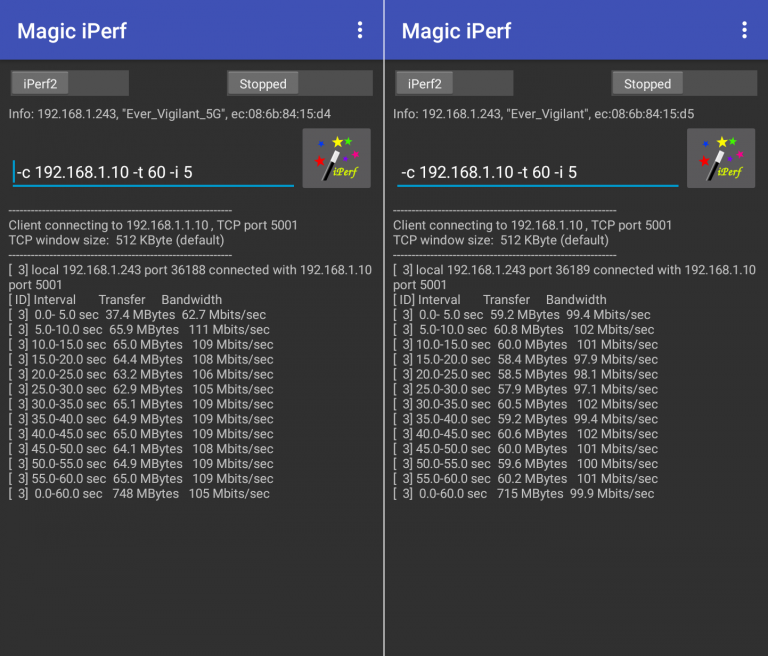 Magic iPerf
iPerf2
Stopped
Info: 192.168.1.243, "Ever_Vigilant_5G", ec:08:6b:84:15:d4
-c 192.168.1.10 -t 60 -i 5
iPerf
------------------------------------------------------------
Client connecting to 192.168.1.1.10 , TCP port 5001
TCP window size:  512 KByte (default)
------------------------------------------------------------
[  3] local 192.168.1.243 port 36188 connected with 192.168.1.10
port 5001
[ ID] Interval       Transfer     Bandwidth
[  3]  0.0- 5.0 sec  37.4 MBytes  62.7 Mbits/sec
[  3]  5.0-10.0 sec  65.9 MBytes   111 Mbits/sec
[  3] 10.0-15.0 sec  65.0 MBytes   109 Mbits/sec
[  3] 15.0-20.0 sec  64.4 MBytes   108 Mbits/sec
[  3] 20.0-25.0 sec  63.2 MBytes   106 Mbits/sec
[  3] 25.0-30.0 sec  62.9 MBytes   105 Mbits/sec
[  3] 30.0-35.0 sec  65.1 MBytes   109 Mbits/sec
[  3] 35.0-40.0 sec  64.9 MBytes   109 Mbits/sec
[  3] 40.0-45.0 sec  65.0 MBytes   109 Mbits/sec
[  3] 45.0-50.0 sec  64.1 MBytes   108 Mbits/sec
[  3] 50.0-55.0 sec  64.9 MBytes   109 Mbits/sec
[  3] 55.0-60.0 sec  65.0 MBytes   109 Mbits/sec
[  3]  0.0-60.0 sec   748 MBytes   105 Mbits/sec
Magic iPerf
iPerf2
Stopped
Info: 192.168.1.243, "Ever_Vigilant", ec:08:6b:84:15:d5
-c 192.168.1.10 -t 60 -i 5
iPerf
------------------------------------------------------------
Client connecting to 192.168.1.10 , TCP port 5001
TCP window size:  512 KByte (default)
------------------------------------------------------------
[  3] local 192.168.1.243 port 36189 connected with 192.168.1.10
port 5001
[ ID] Interval       Transfer     Bandwidth
[  3]  0.0- 5.0 sec  59.2 MBytes  99.4 Mbits/sec
[  3]  5.0-10.0 sec  60.8 MBytes   102 Mbits/sec
[  3] 10.0-15.0 sec  60.0 MBytes   101 Mbits/sec
[  3] 15.0-20.0 sec  58.4 MBytes  97.9 Mbits/sec
[  3] 20.0-25.0 sec  58.5 MBytes  98.1 Mbits/sec
[  3] 25.0-30.0 sec  57.9 MBytes  97.1 Mbits/sec
[  3] 30.0-35.0 sec  60.5 MBytes   102 Mbits/sec
[  3] 35.0-40.0 sec  59.2 MBytes  99.4 Mbits/sec
[  3] 40.0-45.0 sec  60.6 MBytes   102 Mbits/sec
[  3] 45.0-50.0 sec  60.0 MBytes   101 Mbits/sec
[  3] 50.0-55.0 sec  59.6 MBytes   100 Mbits/sec
[  3] 55.0-60.0 sec  60.2 MBytes   101 Mbits/sec
[  3]  0.0-60.0 sec   715 MBytes  99.9 Mbits/sec